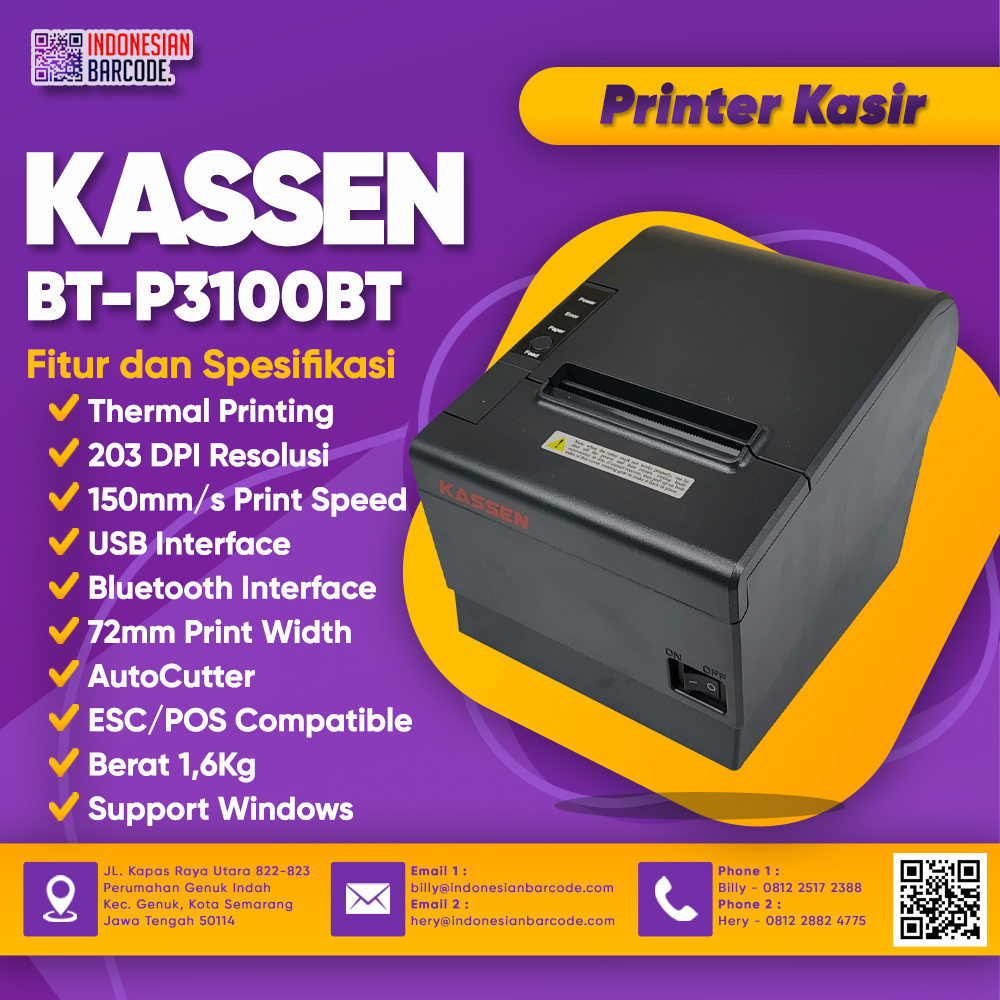 INDONESIAN
BARCODE.
Printer Kasir
KASSEN
BT-P3100BT
Fitur dan Spesifikasi
Thermal Printing
203 DPI Resolusi
150mm/s Print Speed
USB Interface
Bluetooth Interface
72mm Print Width
AutoCutter
ESC/POS Compatible
Berat 1,6Kg
Support Windows
Power
Error
Paper
Feed
KASSEN
ON
OFF
JL. Kapas Raya Utara 822-823
Perumahan Genuk Indah
Kec. Genuk, Kota Semarang
Jawa Tengah 50114
Email 1 :
billy@indonesianbarcode.com
Email 2 :
hery@indonesianbarcode.com
Phone 1 :
Billy - 0812 2517 2388
Phone 2 :
Hery - 0812 2882 4775